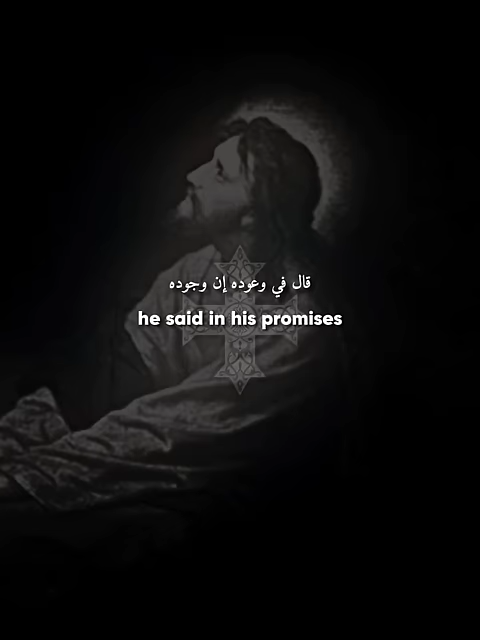 قال في وعوده إن وجوده
he said in his promises